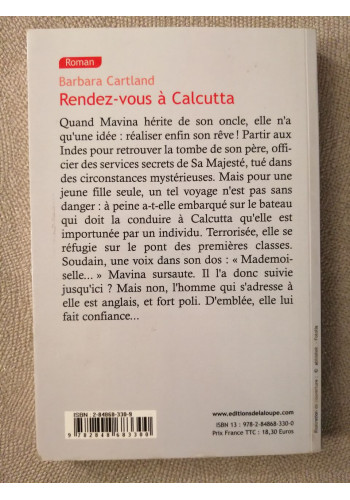 Roman
Barbara Cartland
Rendez-vous à Calcutta
Quand Mavina hérite de son oncle, elle n'a
qu'une idée : réaliser enfin son rêve ! Partir aux
Indes pour retrouver la tombe de son père, offi-
cier des services secrets de Sa Majesté, tué dans
des circonstances mystérieuses. Mais pour une
jeune fille seule, un tel voyage n'est pas sans
danger : à peine a-t-elle embarqué sur le bateau
qui doit la conduire à Calcutta qu'elle est
importunée par un individu. Terrorisée, elle se
réfugie sur le pont des premières classes.
Soudain, une voix dans son dos : « Mademoi-
selle... » Mavina sursaute. Il l'a donc suivie
jusqu'ici ? Mais non, l'homme qui s'adresse à
elle est anglais, et fort poli. D'emblée, elle lui
fait confiance...
ISBN : 2-84868-330-9
9 782848 683300
www.editionsdelaloupe.com
ISBN 13 : 978-2-84868-330-0
Prix France TTC : 18,30 Euros